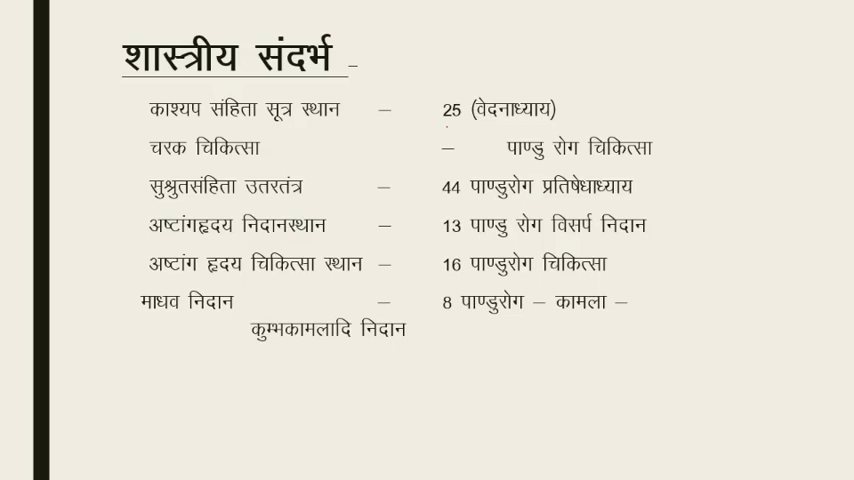 शास्त्रीय संदर्भ –
काश्यप संहिता सूत्र स्थान – 25 (वेदनाध्याय)
चरक चिकित्सा – पाण्डु रोग चिकित्सा
सुश्रुतसंहिता उतरतंत्र – 44 पाण्डुरोग प्रतिषेधाध्याय
अष्टांगहृदय निदानस्थान – 13 पाण्डु रोग विसर्प निदान
अष्टांग हृदय चिकित्सा स्थान – 16 पाण्डुरोग चिकित्सा
माधव निदान – 8 पाण्डुरोग – कामला –
कुम्भकामलादि निदान